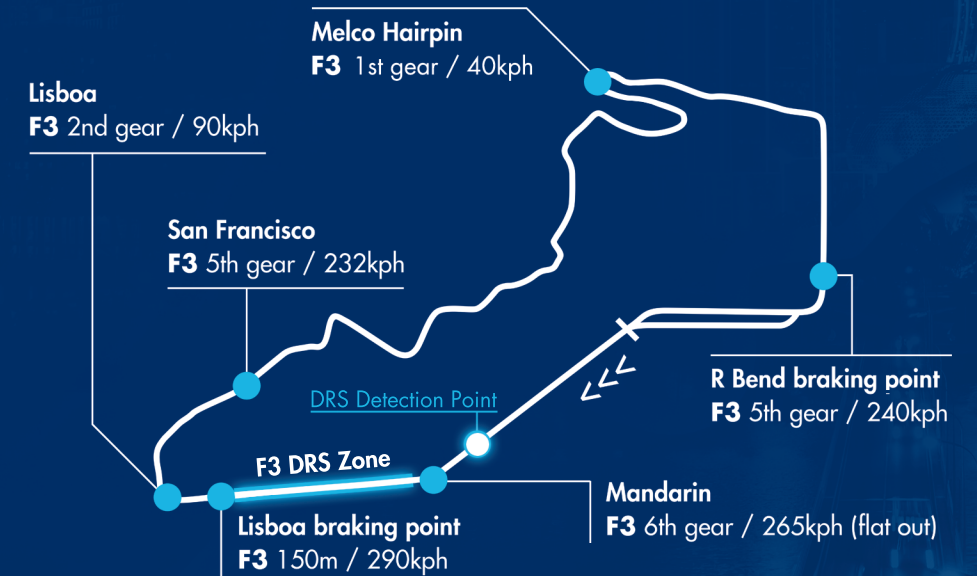 Melco Hairpin
F3 1st gear / 40kph
Lisboa
F3 2nd gear / 90kph
San Francisco
F3 5th gear / 232kph
R Bend braking point
F3 5th gear / 240kph
DRS Detection Point
F3 DRS Zone
Mandarin
F3 6th gear / 265kph (flat out)
Lisboa braking point
F3 150m / 290kph